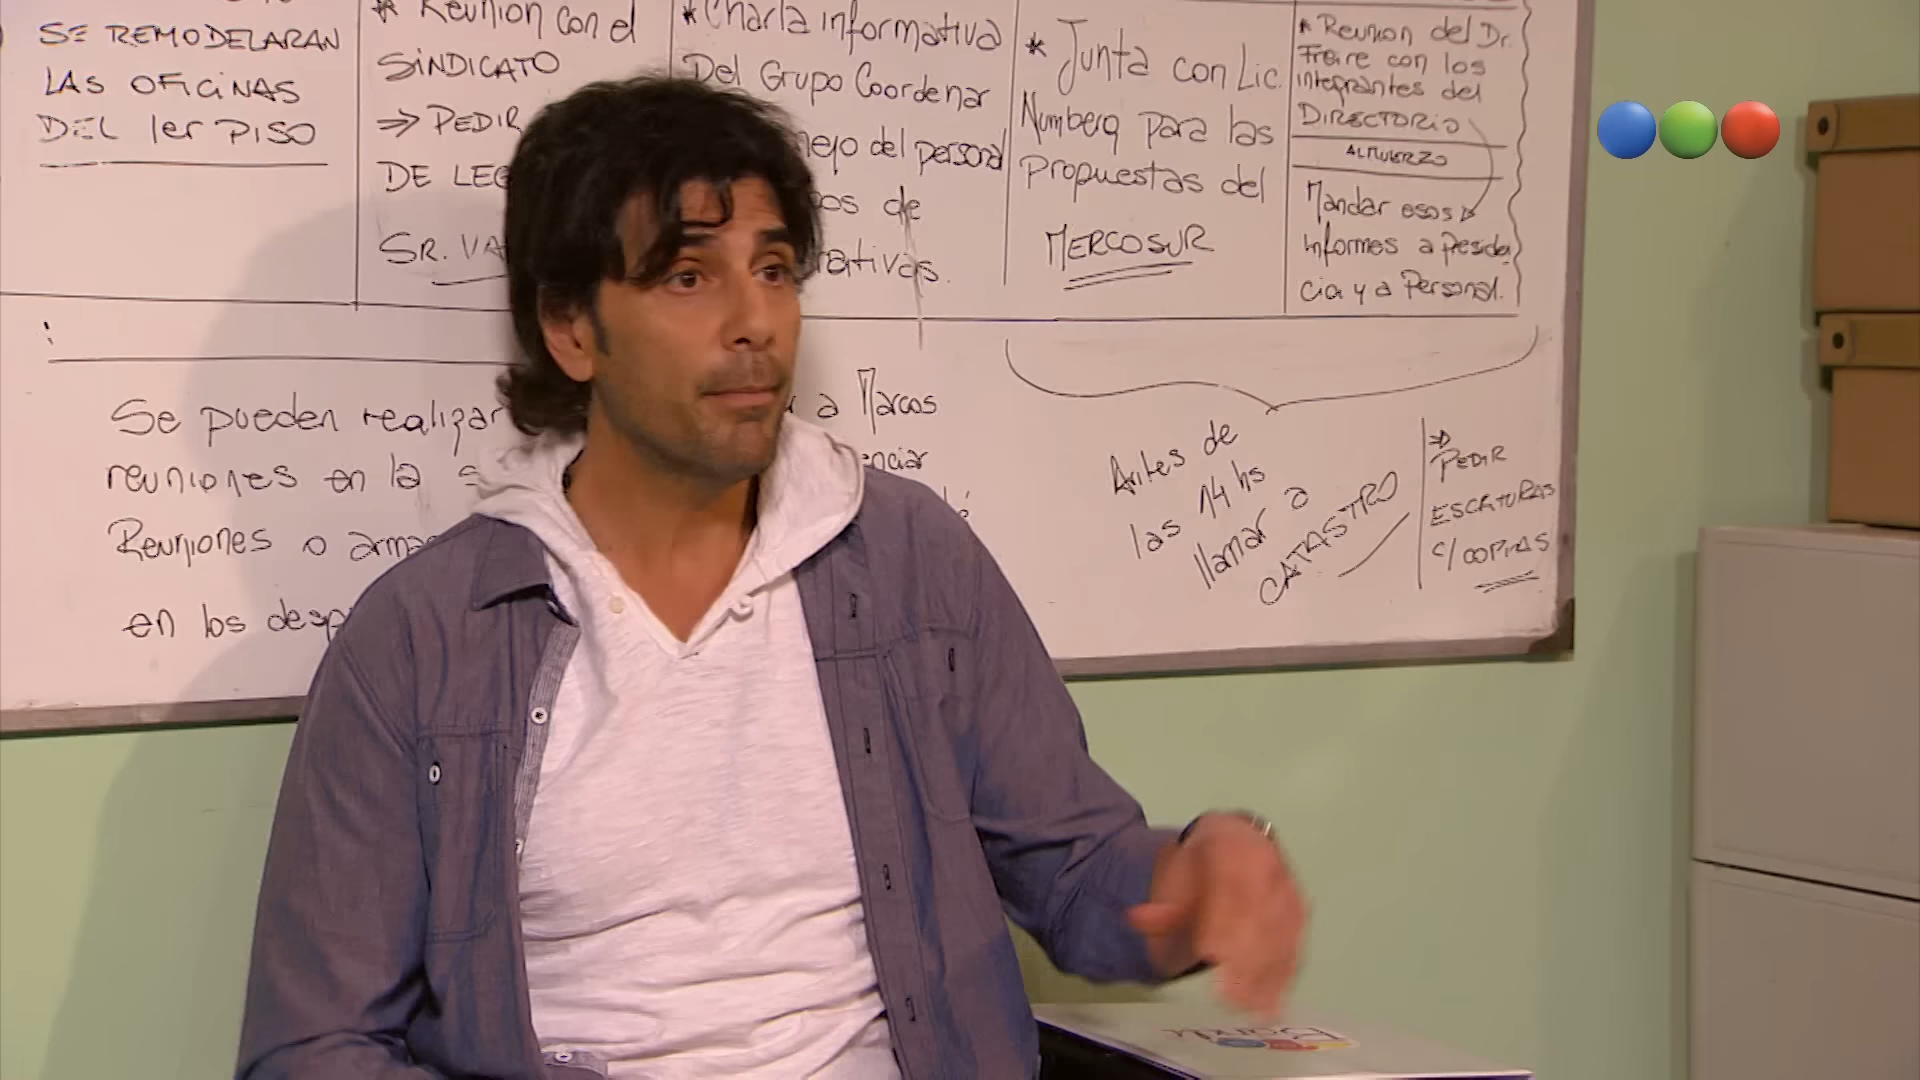 SE REMODELARAN
LAS OFICINAS
DEL 1er PISO
* Reunion con el
SINDICATO
⇒ PEDIR
DE LEG
SR. VA
* Charla informativa
Del Grupo Coordenar
nejo del personal
de
rativas.
* Junta con Lic.
Numberg para las
propuestas del
MERCOSUR
* Reunion del Dr.
Freire con los
integrantes del
DIRECTORIO
ALMUERZO
Mandar esos
informes a Presiden
cia y a Personal.
Se pueden realizar
reuniones en la s
Reuniones o arma
en los desp
a Marcos
enciar
Antes de
las 14 hs
llamar a
CATASTRO
⇒ PEDIR
ESCRITURAS
C/COPIAS